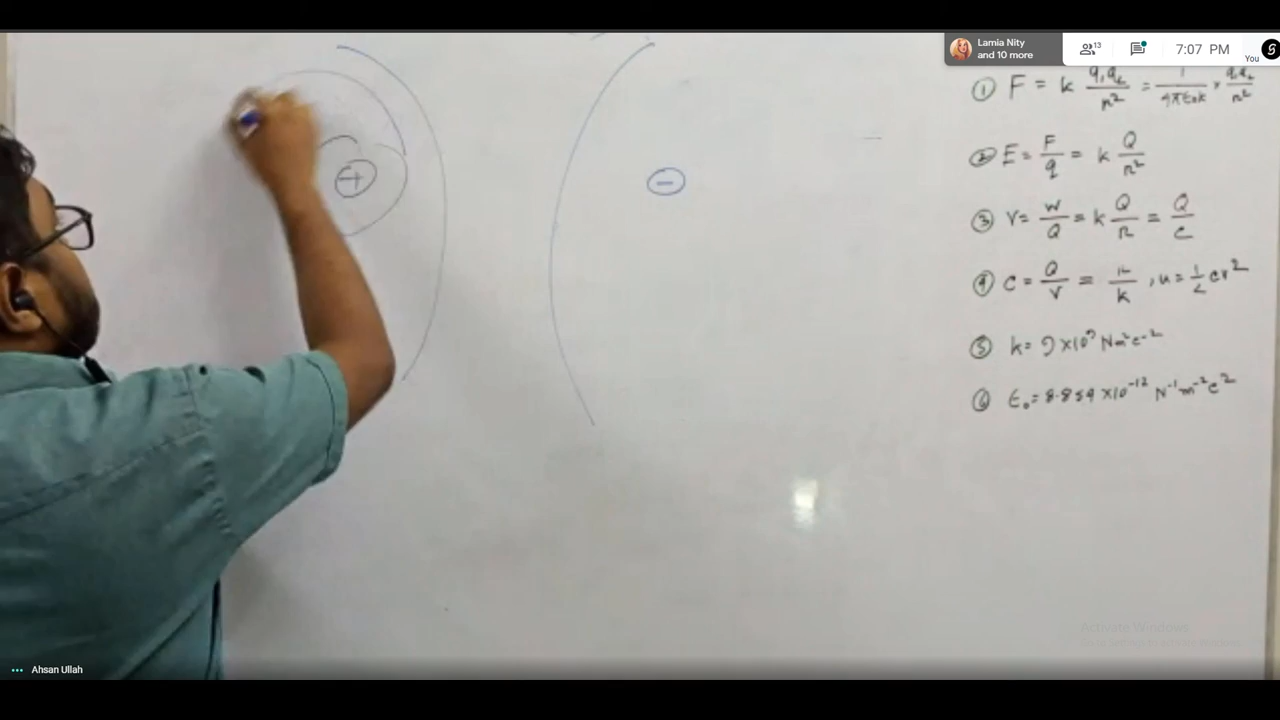 Lamia Nity
and 10 more
13
7:07 PM
You
① F = k q₁q₂/r² = 1/4πε₀k × q₁q₂/r²
② E = F/q = k Q/r²
③ V = W/Q = k Q/r = Q/C
④ C = Q/V = r/k , u = 1/2 cv²
⑤ k = 9 × 10⁹ Nm²c⁻²
⑥ ε₀ = 8.854 × 10⁻¹² N⁻¹m⁻²c²
+
−
Activate Windows
Ahsan Ullah